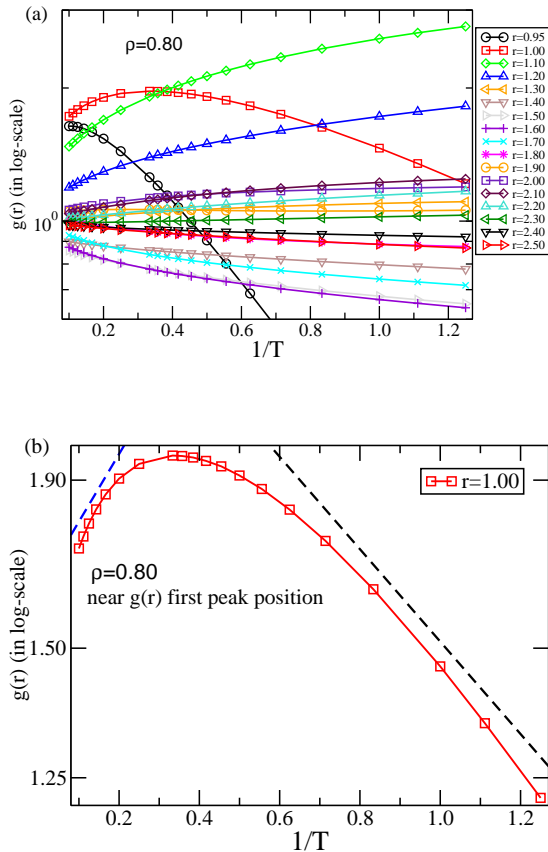 (a)
ρ=0.80
g(r) (in log-scale)
10⁰
0.2 0.4 0.6 0.8 1.0 1.2
1/T
r=0.95
r=1.00
r=1.10
r=1.20
r=1.30
r=1.40
r=1.50
r=1.60
r=1.70
r=1.80
r=1.90
r=2.00
r=2.10
r=2.20
r=2.30
r=2.40
r=2.50
(b)
r=1.00
1.90
1.50
1.25
g(r) (in log-scale)
ρ=0.80
near g(r) first peak position
0.2 0.4 0.6 0.8 1.0 1.2
1/T